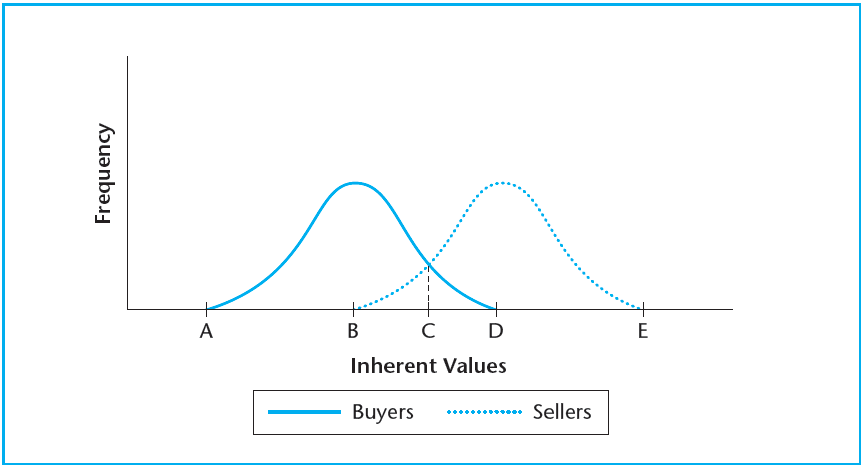 Frequency
A B C D E
Inherent Values
Buyers Sellers